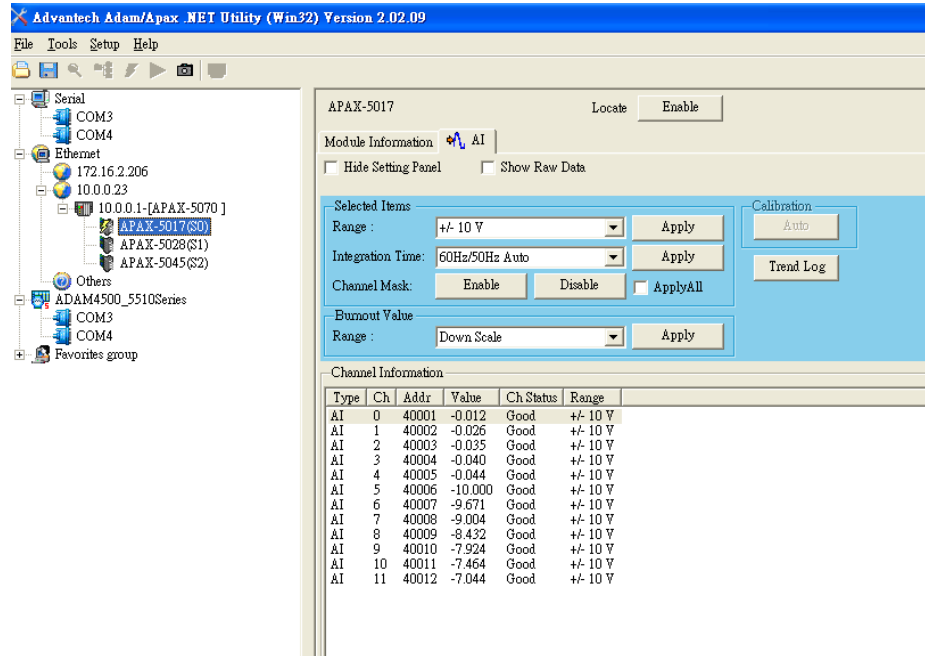 Advantech Adam/Apax .NET Utility (Win32) Version 2.02.09
File Tools Setup Help
Serial
COM3
COM4
Ethernet
172.16.2.206
10.0.0.23
10.0.0.1-[APAX-5070 ]
APAX-5017(S0)
APAX-5028(S1)
APAX-5045(S2)
Others
ADAM4500_5510Series
COM3
COM4
Favorites group
APAX-5017 Locate Enable
Module Information AI
Hide Setting Panel Show Raw Data
Selected Items
Range : +/- 10 V Apply
Integration Time: 60Hz/50Hz Auto Apply
Channel Mask: Enable Disable ApplyAll
Calibration
Auto
Trend Log
Burnout Value
Range : Down Scale Apply
Channel Information
Type Ch Addr Value Ch Status Range
AI 0 40001 -0.012 Good +/- 10 V
AI 1 40002 -0.026 Good +/- 10 V
AI 2 40003 -0.035 Good +/- 10 V
AI 3 40004 -0.040 Good +/- 10 V
AI 4 40005 -0.044 Good +/- 10 V
AI 5 40006 -10.000 Good +/- 10 V
AI 6 40007 -9.671 Good +/- 10 V
AI 7 40008 -9.004 Good +/- 10 V
AI 8 40009 -8.432 Good +/- 10 V
AI 9 40010 -7.924 Good +/- 10 V
AI 10 40011 -7.464 Good +/- 10 V
AI 11 40012 -7.044 Good +/- 10 V